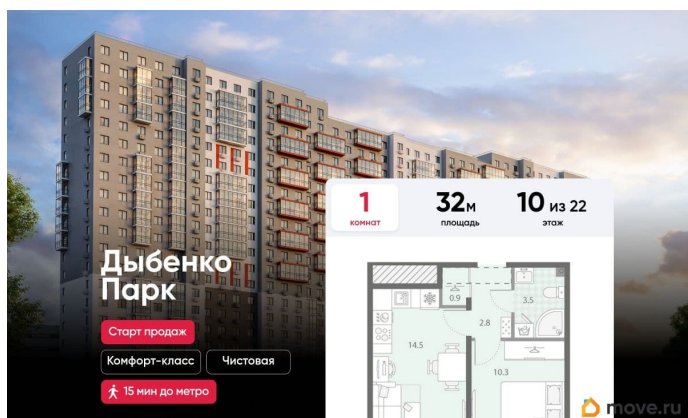 1
комнат
32м
площадь
10 из 22
этаж
Дыбенко
Парк
Старт продаж
Комфорт-класс
Чистовая
15 мин до метро
0.9
3.5
2.8
14.5
10.3
move.ru